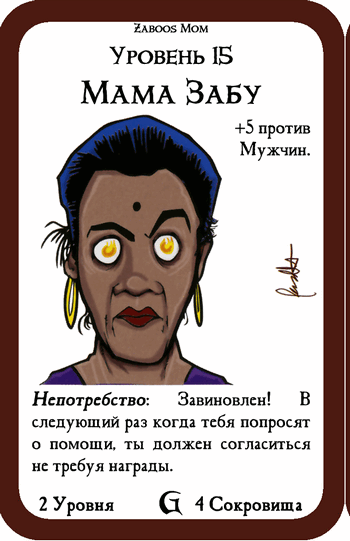 Zaboos Mom
Уровень 15
Мама Забу
+5 против
Мужчин.
Непотребство: Завиновлен! В
следующий раз когда тебя попросят
о помощи, ты должен согласиться
не требуя награды.
2 Уровня G 4 Сокровища